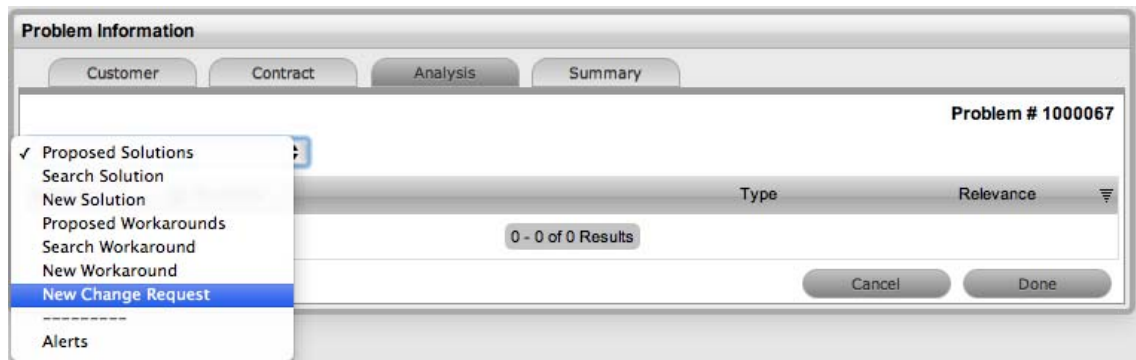 Problem Information
Customer Contract Analysis Summary
Problem # 1000067
✓ Proposed Solutions
Search Solution
New Solution
Type Relevance
Proposed Workarounds
Search Workaround
0 - 0 of 0 Results
New Workaround
New Change Request
Cancel Done
---------
Alerts